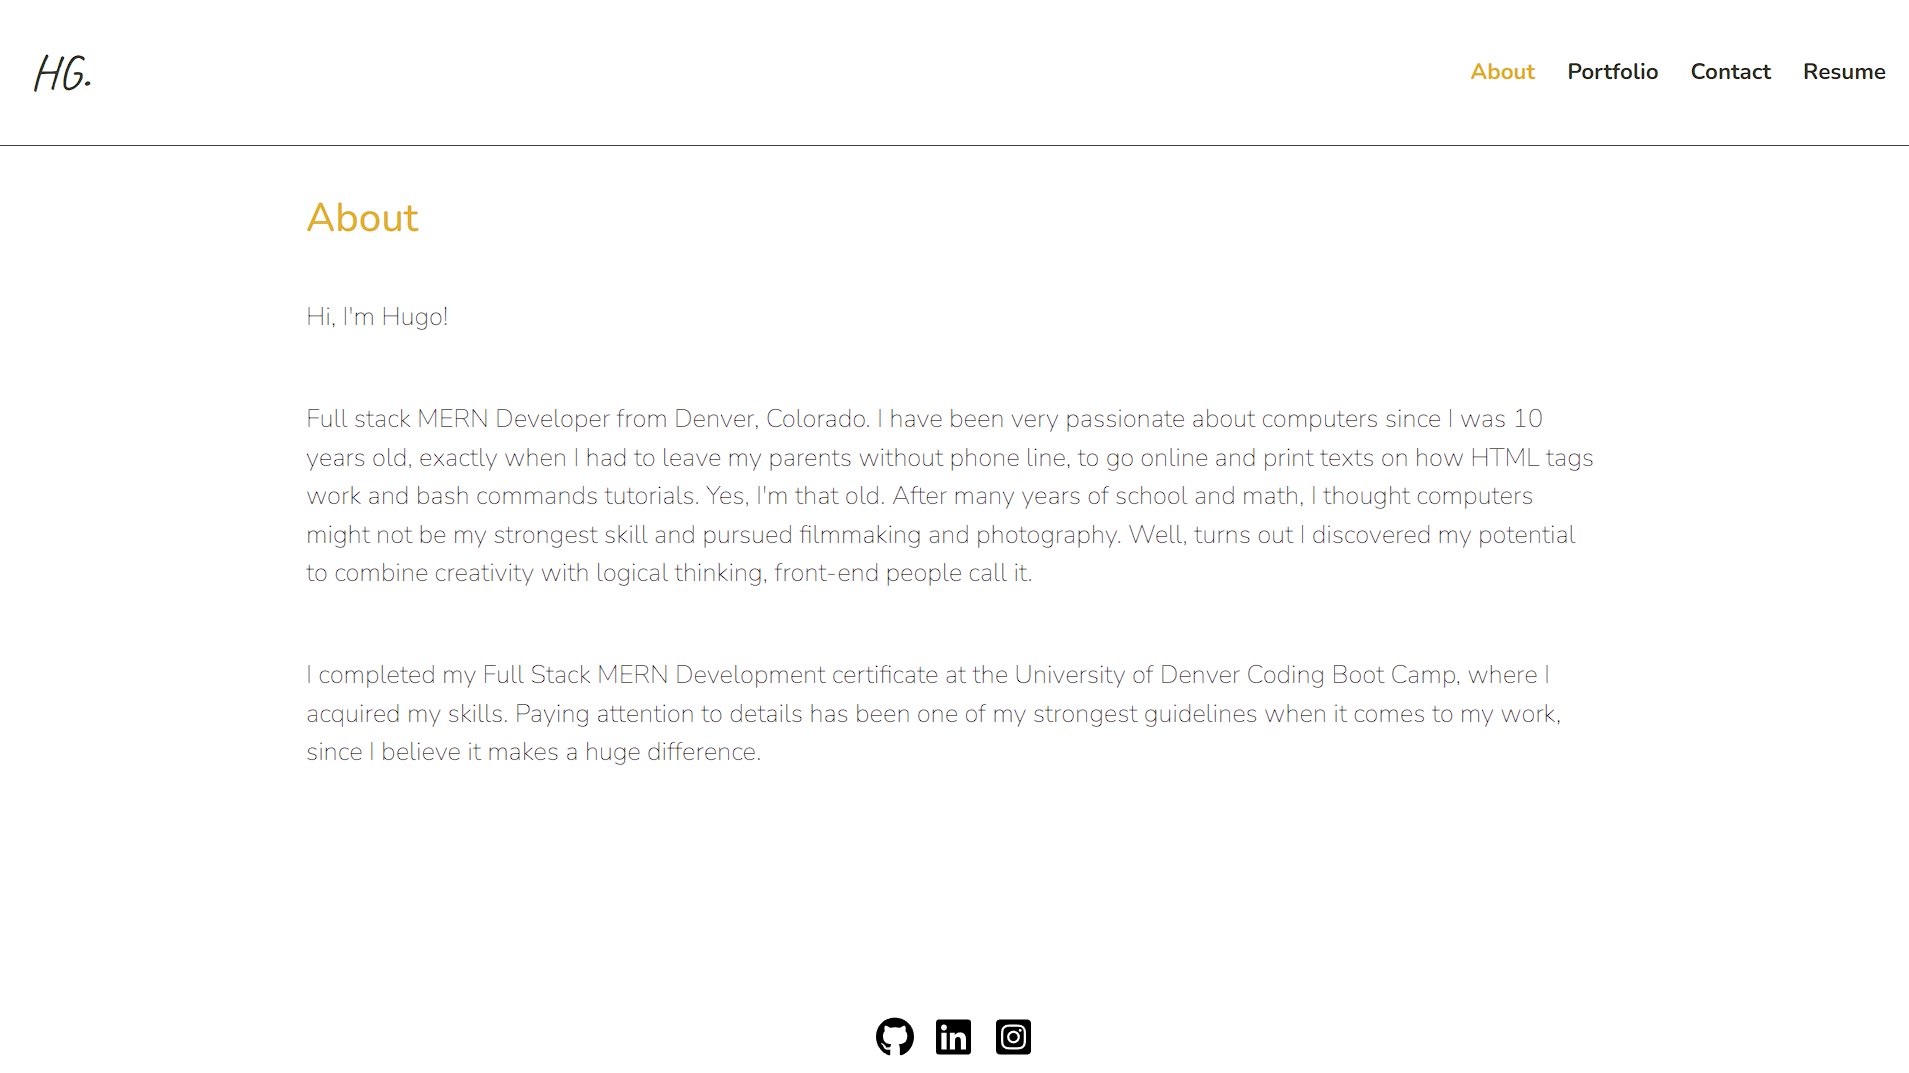 HG.
About Portfolio Contact Resume
About
Hi, I'm Hugo!
Full stack MERN Developer from Denver, Colorado. I have been very passionate about computers since I was 10
years old, exactly when I had to leave my parents without phone line, to go online and print texts on how HTML tags
work and bash commands tutorials. Yes, I'm that old. After many years of school and math, I thought computers
might not be my strongest skill and pursued filmmaking and photography. Well, turns out I discovered my potential
to combine creativity with logical thinking, front-end people call it.
I completed my Full Stack MERN Development certificate at the University of Denver Coding Boot Camp, where I
acquired my skills. Paying attention to details has been one of my strongest guidelines when it comes to my work,
since I believe it makes a huge difference.
in